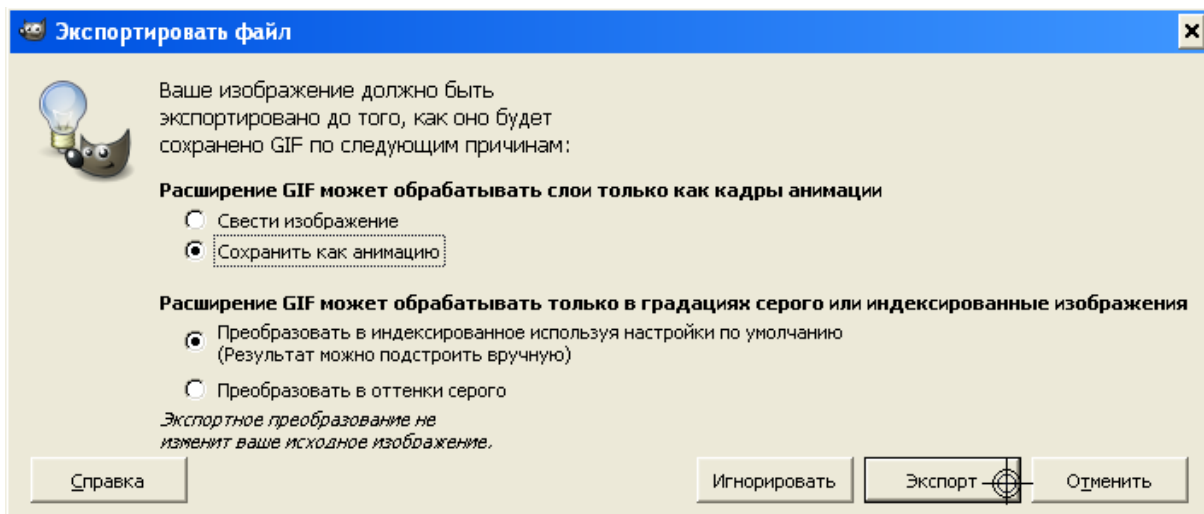 Экспортировать файл
Ваше изображение должно быть
экспортировано до того, как оно будет
сохранено GIF по следующим причинам:
Расширение GIF может обрабатывать слои только как кадры анимации
Свести изображение
Сохранить как анимацию
Расширение GIF может обрабатывать только в градациях серого или индексированные изображения
Преобразовать в индексированное используя настройки по умолчанию
(Результат можно подстроить вручную)
Преобразовать в оттенки серого
Экспортное преобразование не
изменит ваше исходное изображение.
Справка
Игнорировать
Экспорт
Отменить